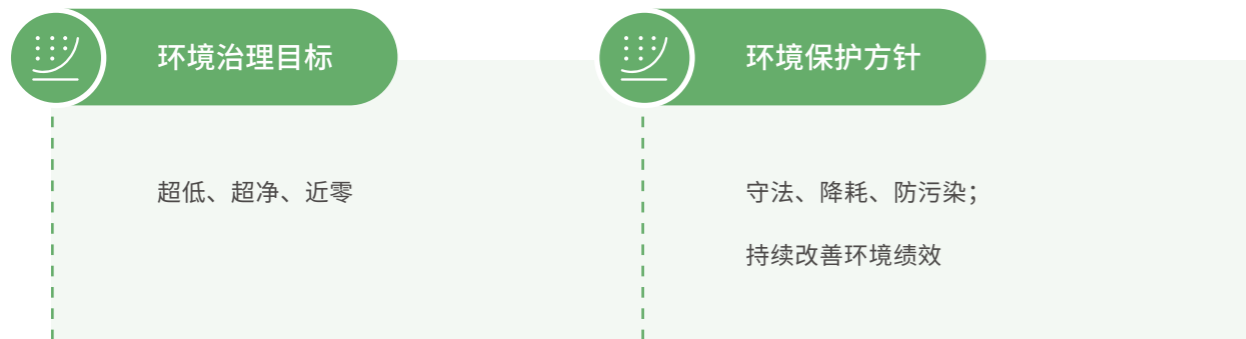 环境治理目标
超低、超净、近零
环境保护方针
守法、降耗、防污染；
持续改善环境绩效